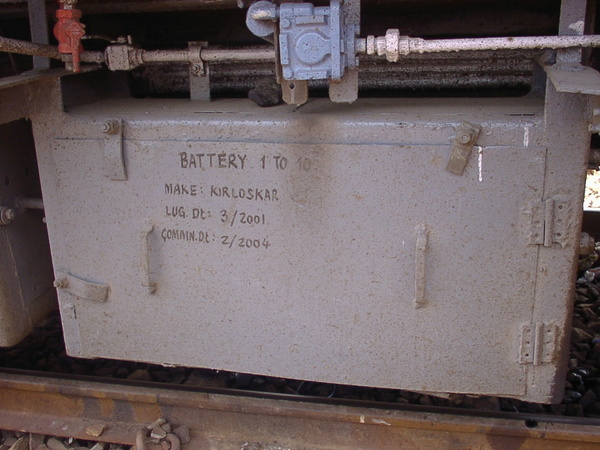 BATTERY 1 TO 10
MAKE: KIRLOSKAR
LUG. Dt: 3/2001
COMMN. Dt: 2/2004